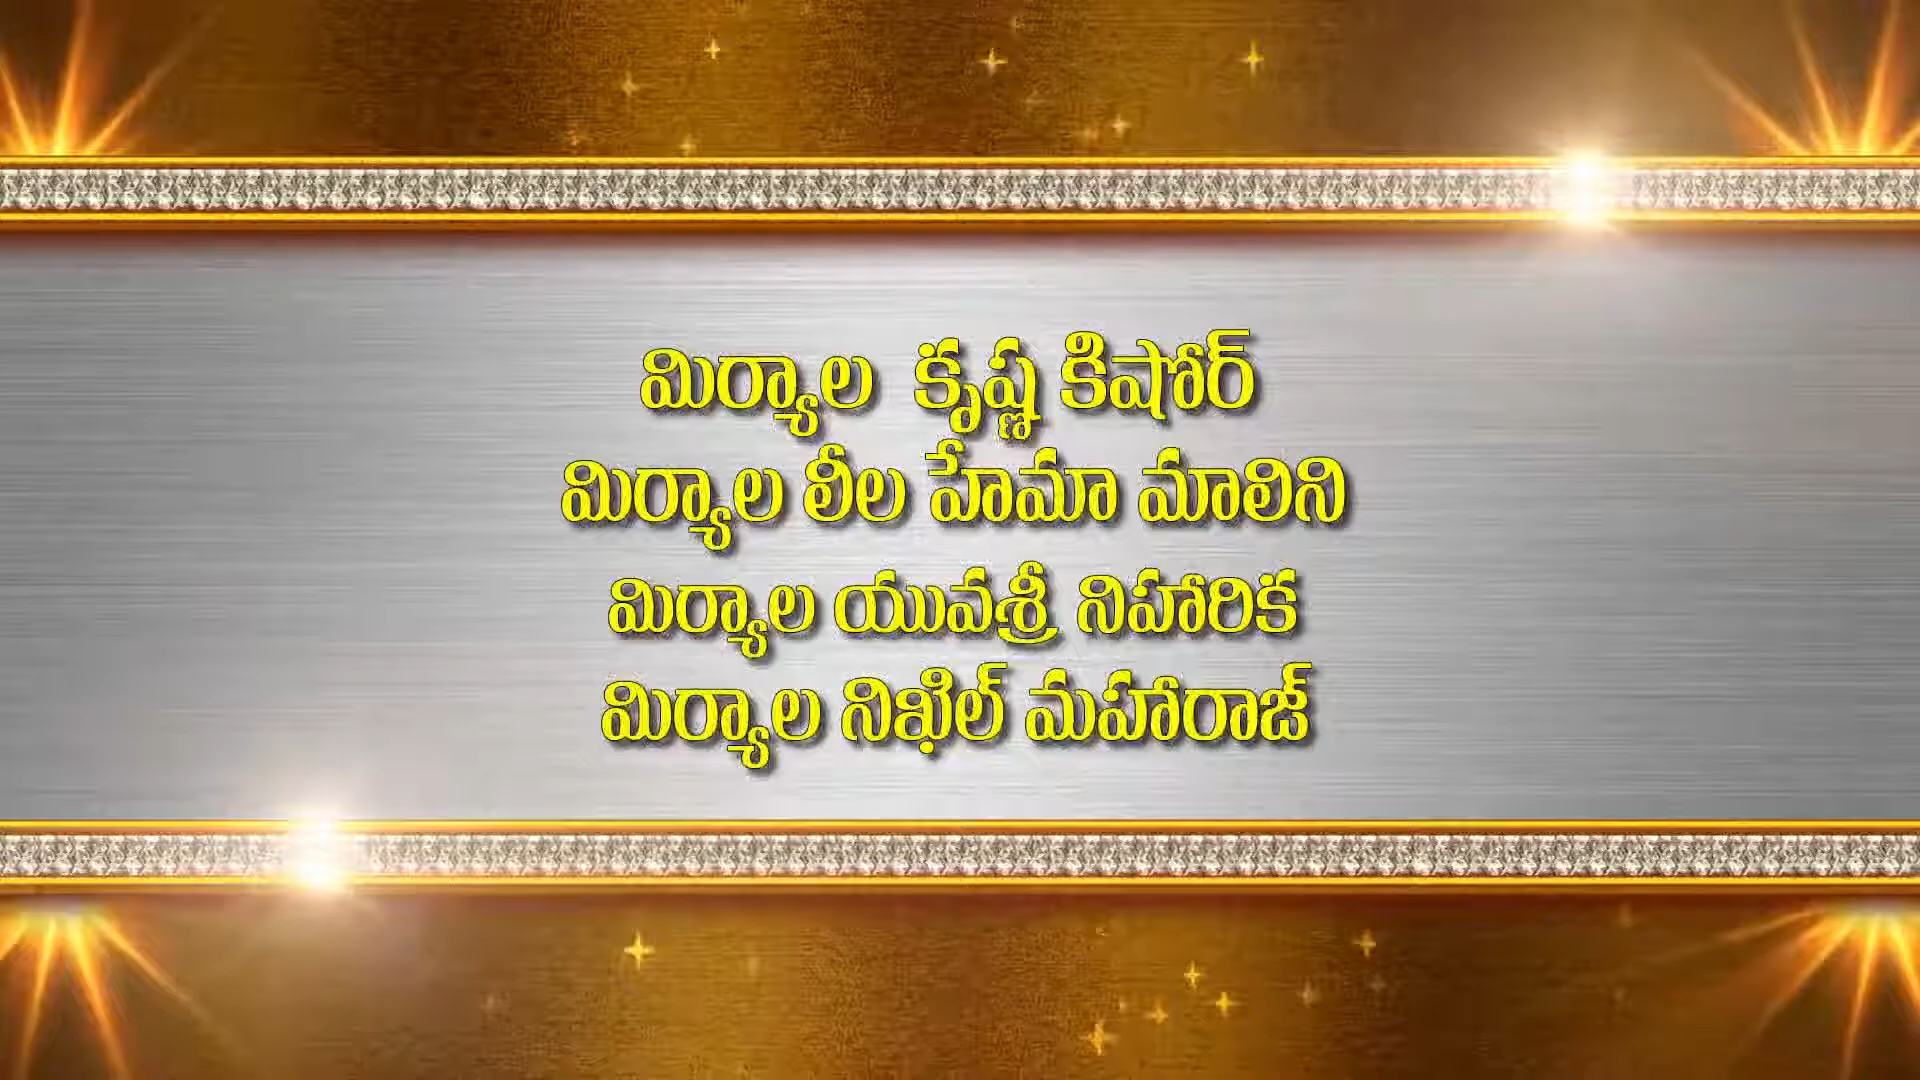 మిర్యాల కృష్ణ కిషోర్
మిర్యాల లీల హేమా మాలిని
మిర్యాల యువశ్రీ నిహారిక
మిర్యాల నిఖిల్ మహారాజ్